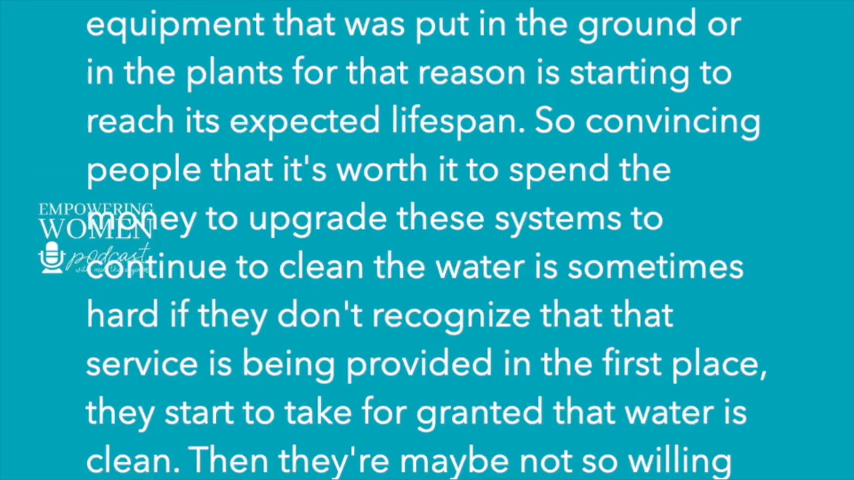 equipment that was put in the ground or
in the plants for that reason is starting to
reach its expected lifespan. So convincing
people that it's worth it to spend the
money to upgrade these systems to
continue to clean the water is sometimes
hard if they don't recognize that that
service is being provided in the first place,
they start to take for granted that water is
clean. Then they're maybe not so willing
EMPOWERING
WOMEN
podcast